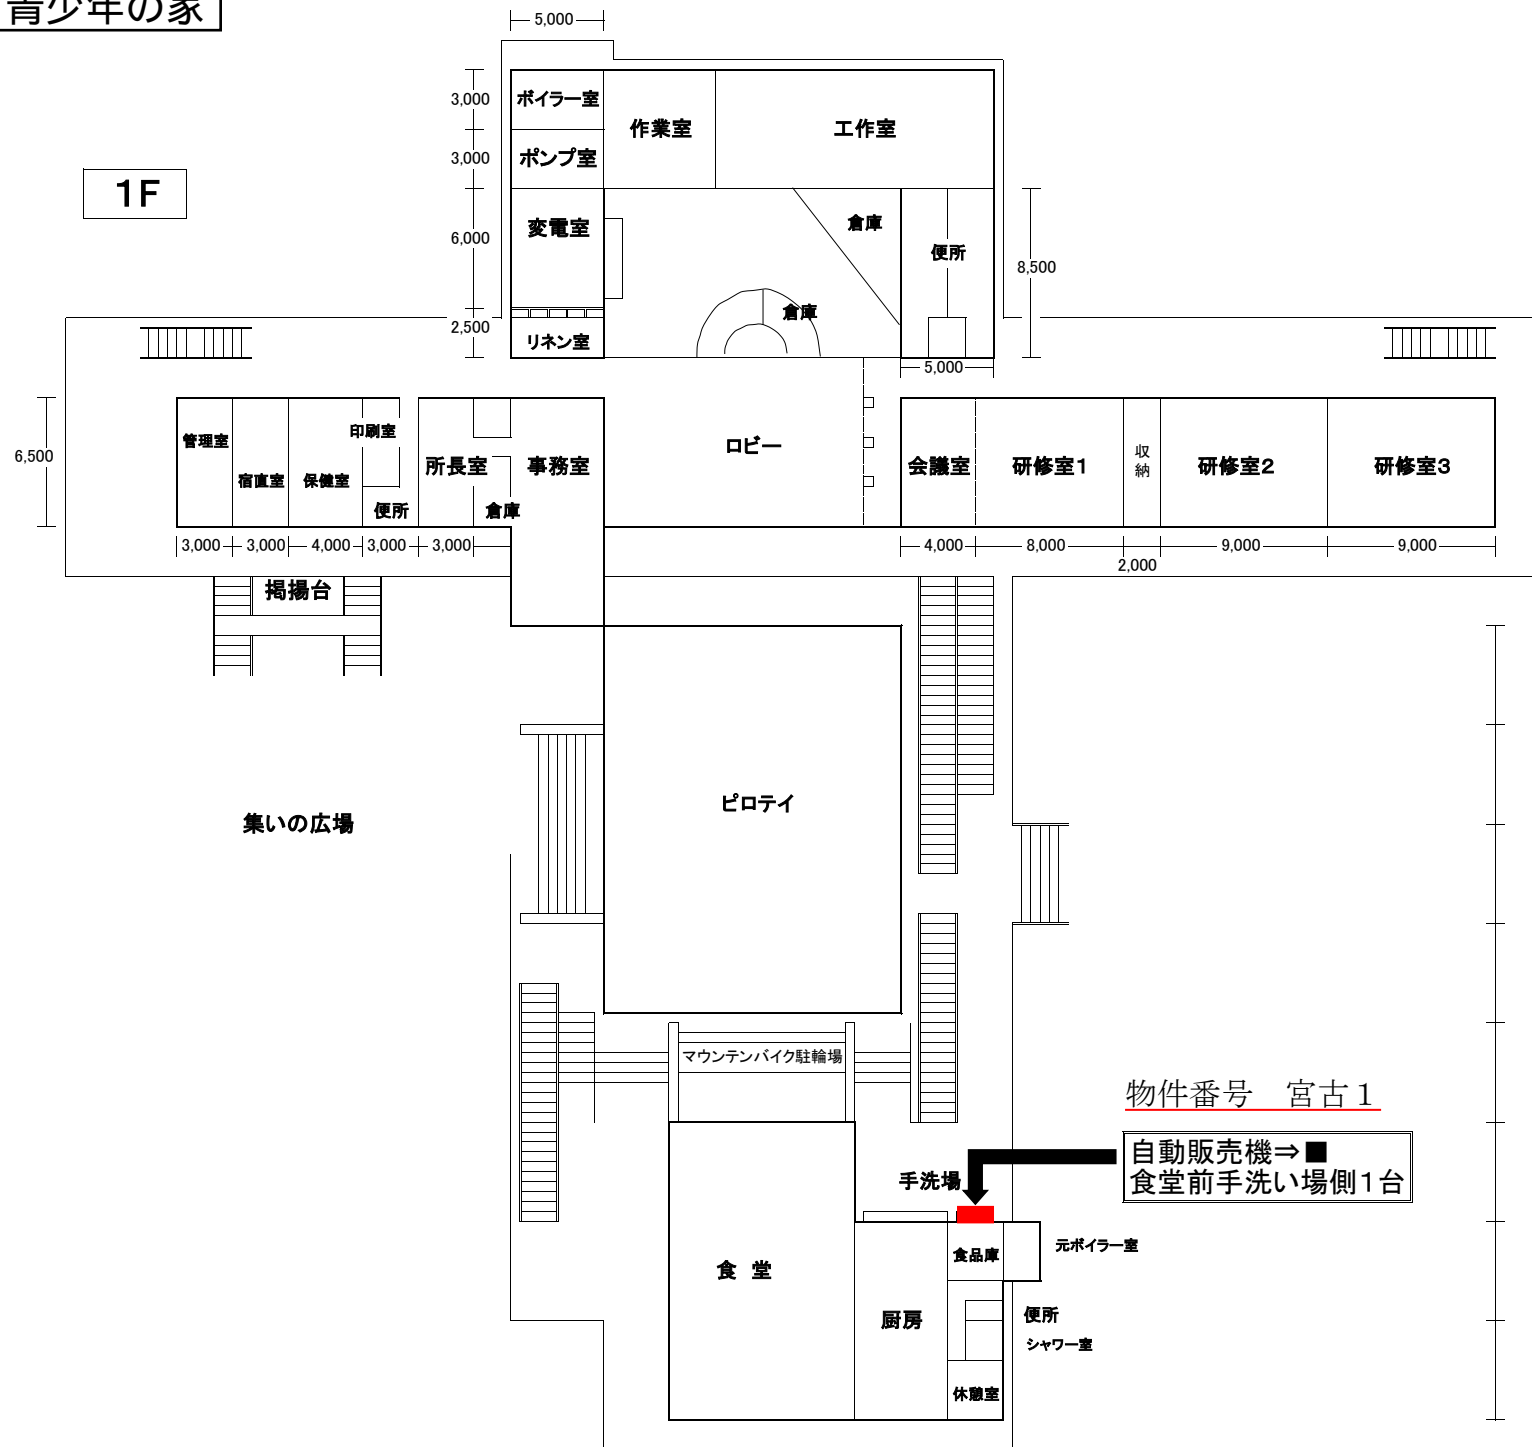 青少年の家
5,000
3,000
ボイラー室
作業室
工作室
3,000
ポンプ室
1F
6,000
変電室
倉庫
便所
8,500
倉庫
2,500
リネン室
5,000
6,500
管理室
宿直室
保健室
印刷室
便所
所長室
倉庫
事務室
ロビー
会議室
研修室1
収納
研修室2
研修室3
3,000
3,000
4,000
3,000
3,000
4,000
8,000
2,000
9,000
9,000
掲揚台
集いの広場
ピロテイ
マウンテンバイク駐輪場
物件番号　宮古1
自動販売機⇒■
食堂前手洗い場側1台
手洗場
食品庫
元ボイラー室
食 堂
厨房
便所
シャワー室
休憩室